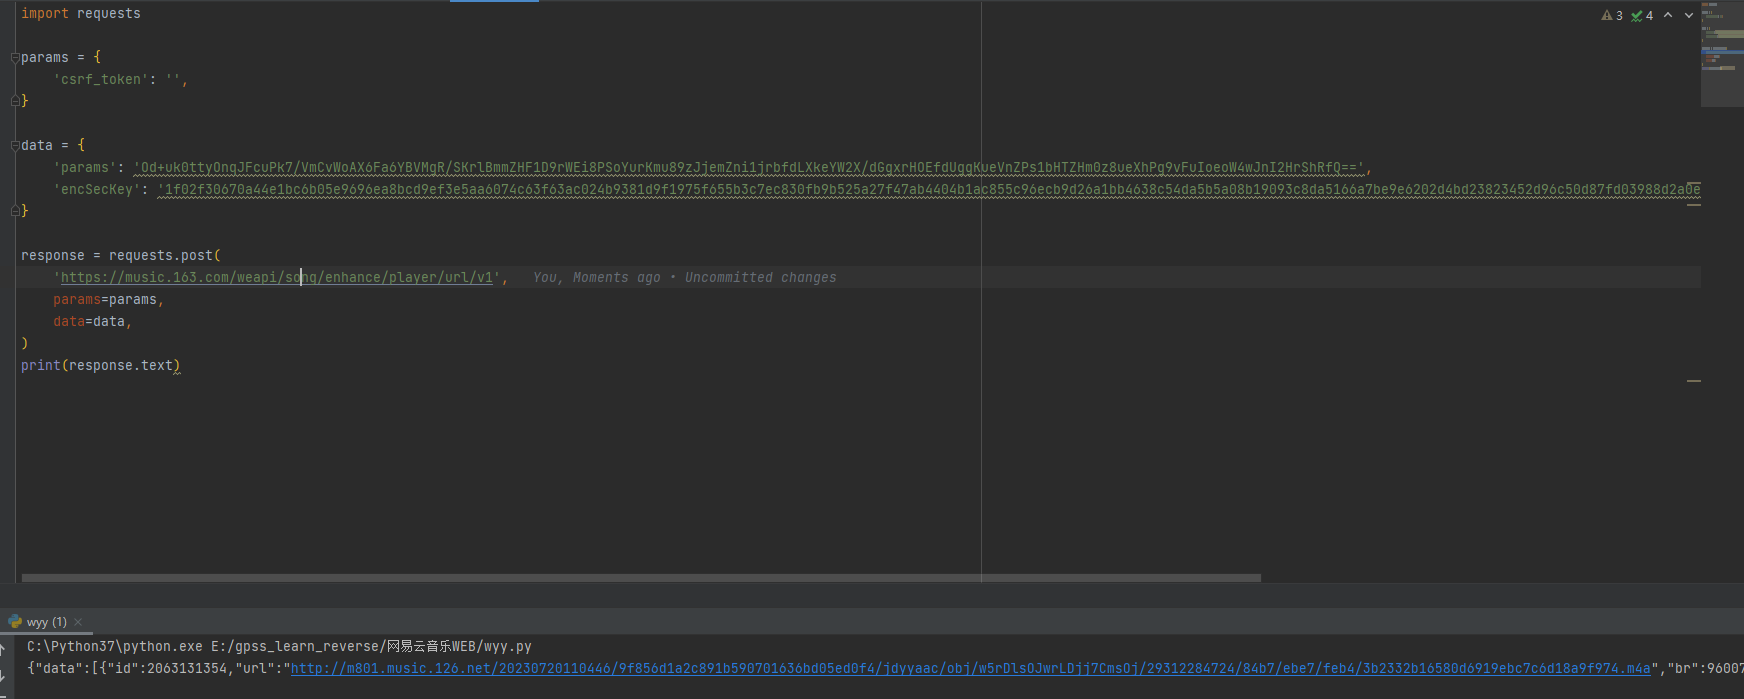 import requests
3 4
params = {
'csrf_token': '',
}
data = {
'params': 'Od+uk0ttyOnqJFcuPk7/VmCvWoAX6Fa6YBVMgR/SKrlBmmZHF1D9rWEi8PSoYurKmu89zJjemZni1jrbfdLXkeYW2X/dGgxrHOEfdUggKueVnZPs1bHTZHm0z8ueXhPg9vFuIoeoW4wJnI2HrShRfQ==',
'encSecKey': '1f02f30670a44e1bc6b05e9696ea8bcd9ef3e5aa6074c63f63ac024b9381d9f1975f655b3c7ec830fb9b525a27f47ab4404b1ac855c96ecb9d26a1bb4638c54da5b5a08b19093c8da5166a7be9e6202d4bd23823452d96c50d87fd03988d2a0e
}
response = requests.post(
'https://music.163.com/weapi/song/enhance/player/url/v1', You, Moments ago • Uncommitted changes
params=params,
data=data,
)
print(response.text)
wyy (1)
C:\Python37\python.exe E:/gpss_learn_reverse/网易云音乐WEB/wyy.py
{"data":[{"id":2063131354,"url":"http://m801.music.126.net/20230720110446/9f856d1a2c891b590701636bd05ed0f4/jdyyaac/obj/w5rDlsOJwrLDjj7CmsOj/29312284724/84b7/ebe7/feb4/3b2332b16580d6919ebc7c6d18a9f974.m4a","br":96007